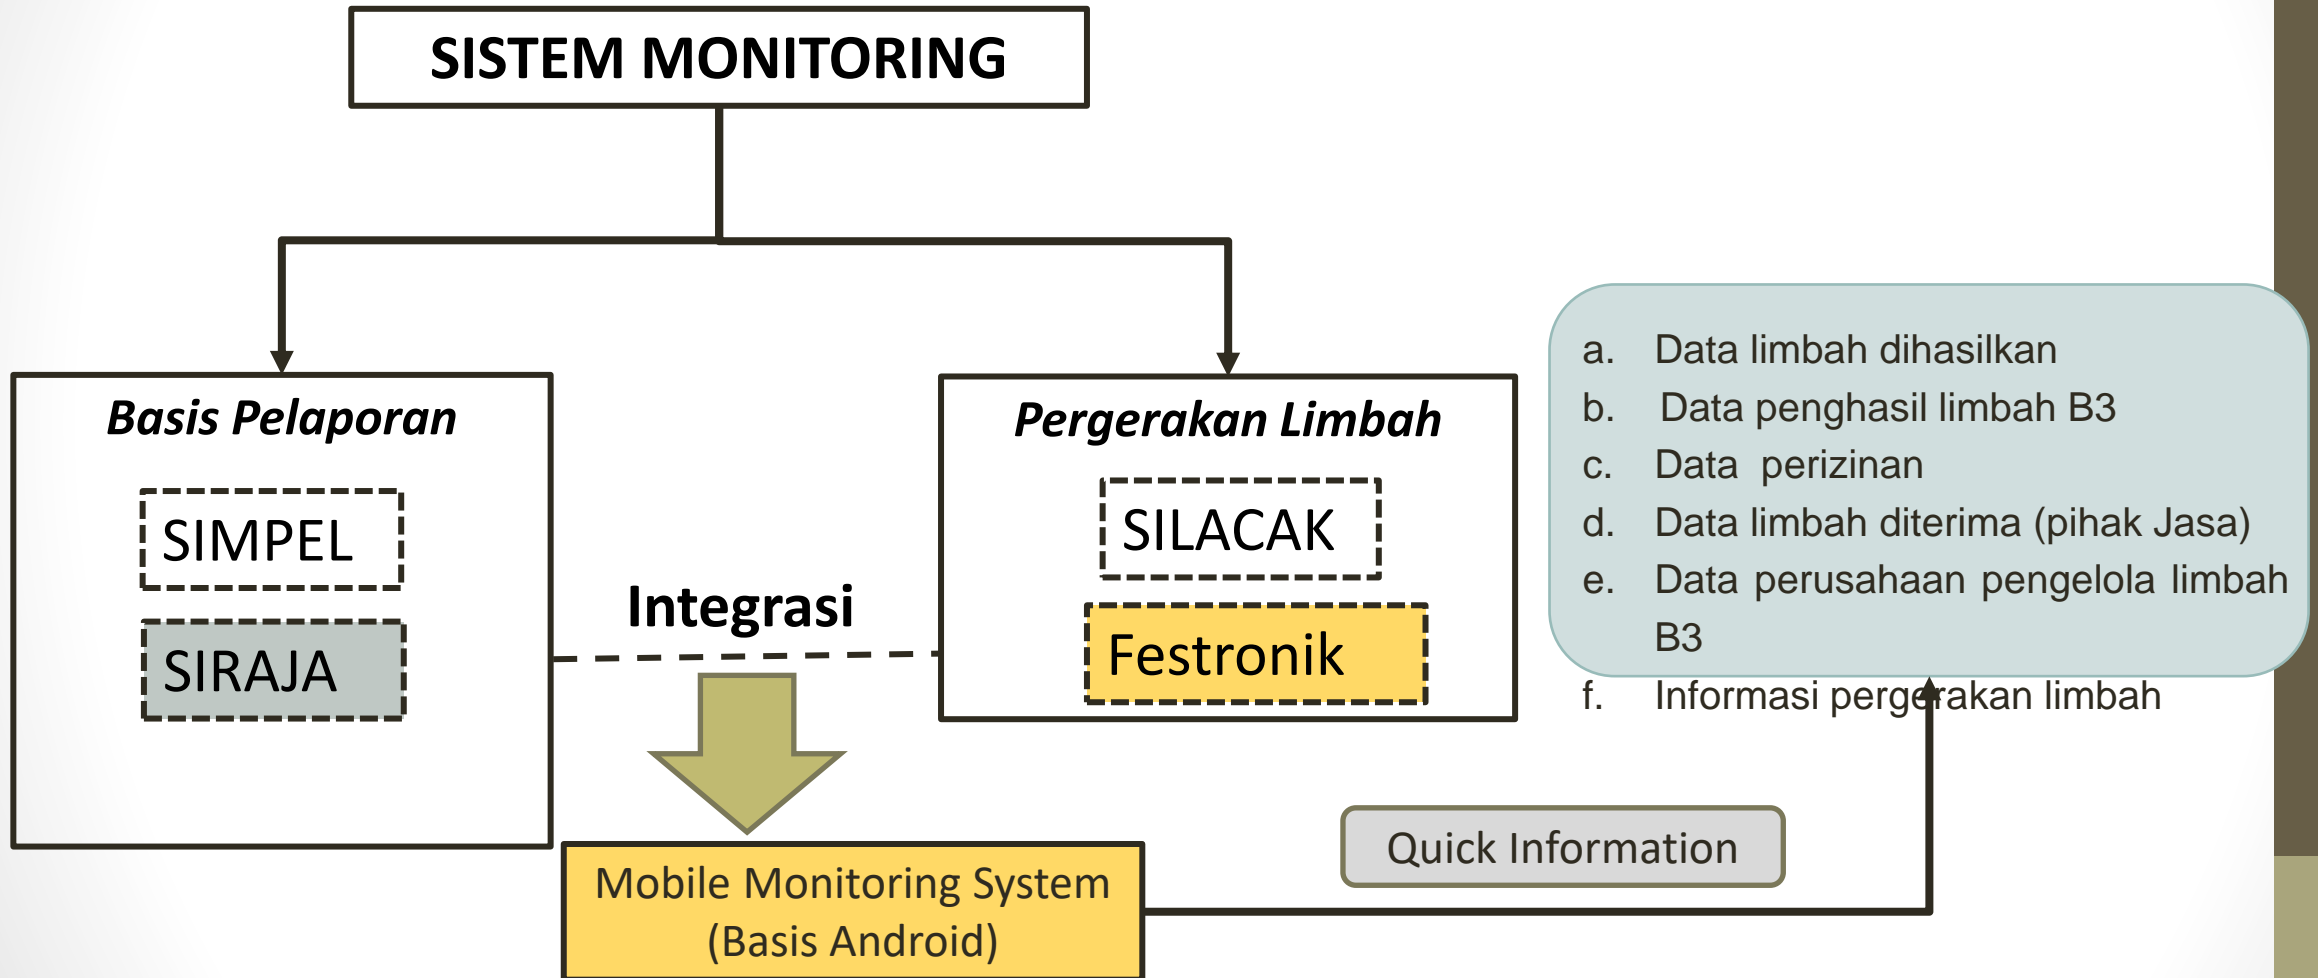 SISTEM MONITORING
Basis Pelaporan
SIMPEL
SIRAJA
Integrasi
Pergerakan Limbah
SILACAK
Festronik
a. Data limbah dihasilkan
b. Data penghasil limbah B3
c. Data perizinan
d. Data limbah diterima (pihak Jasa)
e. Data perusahaan pengelola limbah
B3
f. Informasi pergerakan limbah
Quick Information
Mobile Monitoring System
(Basis Android)